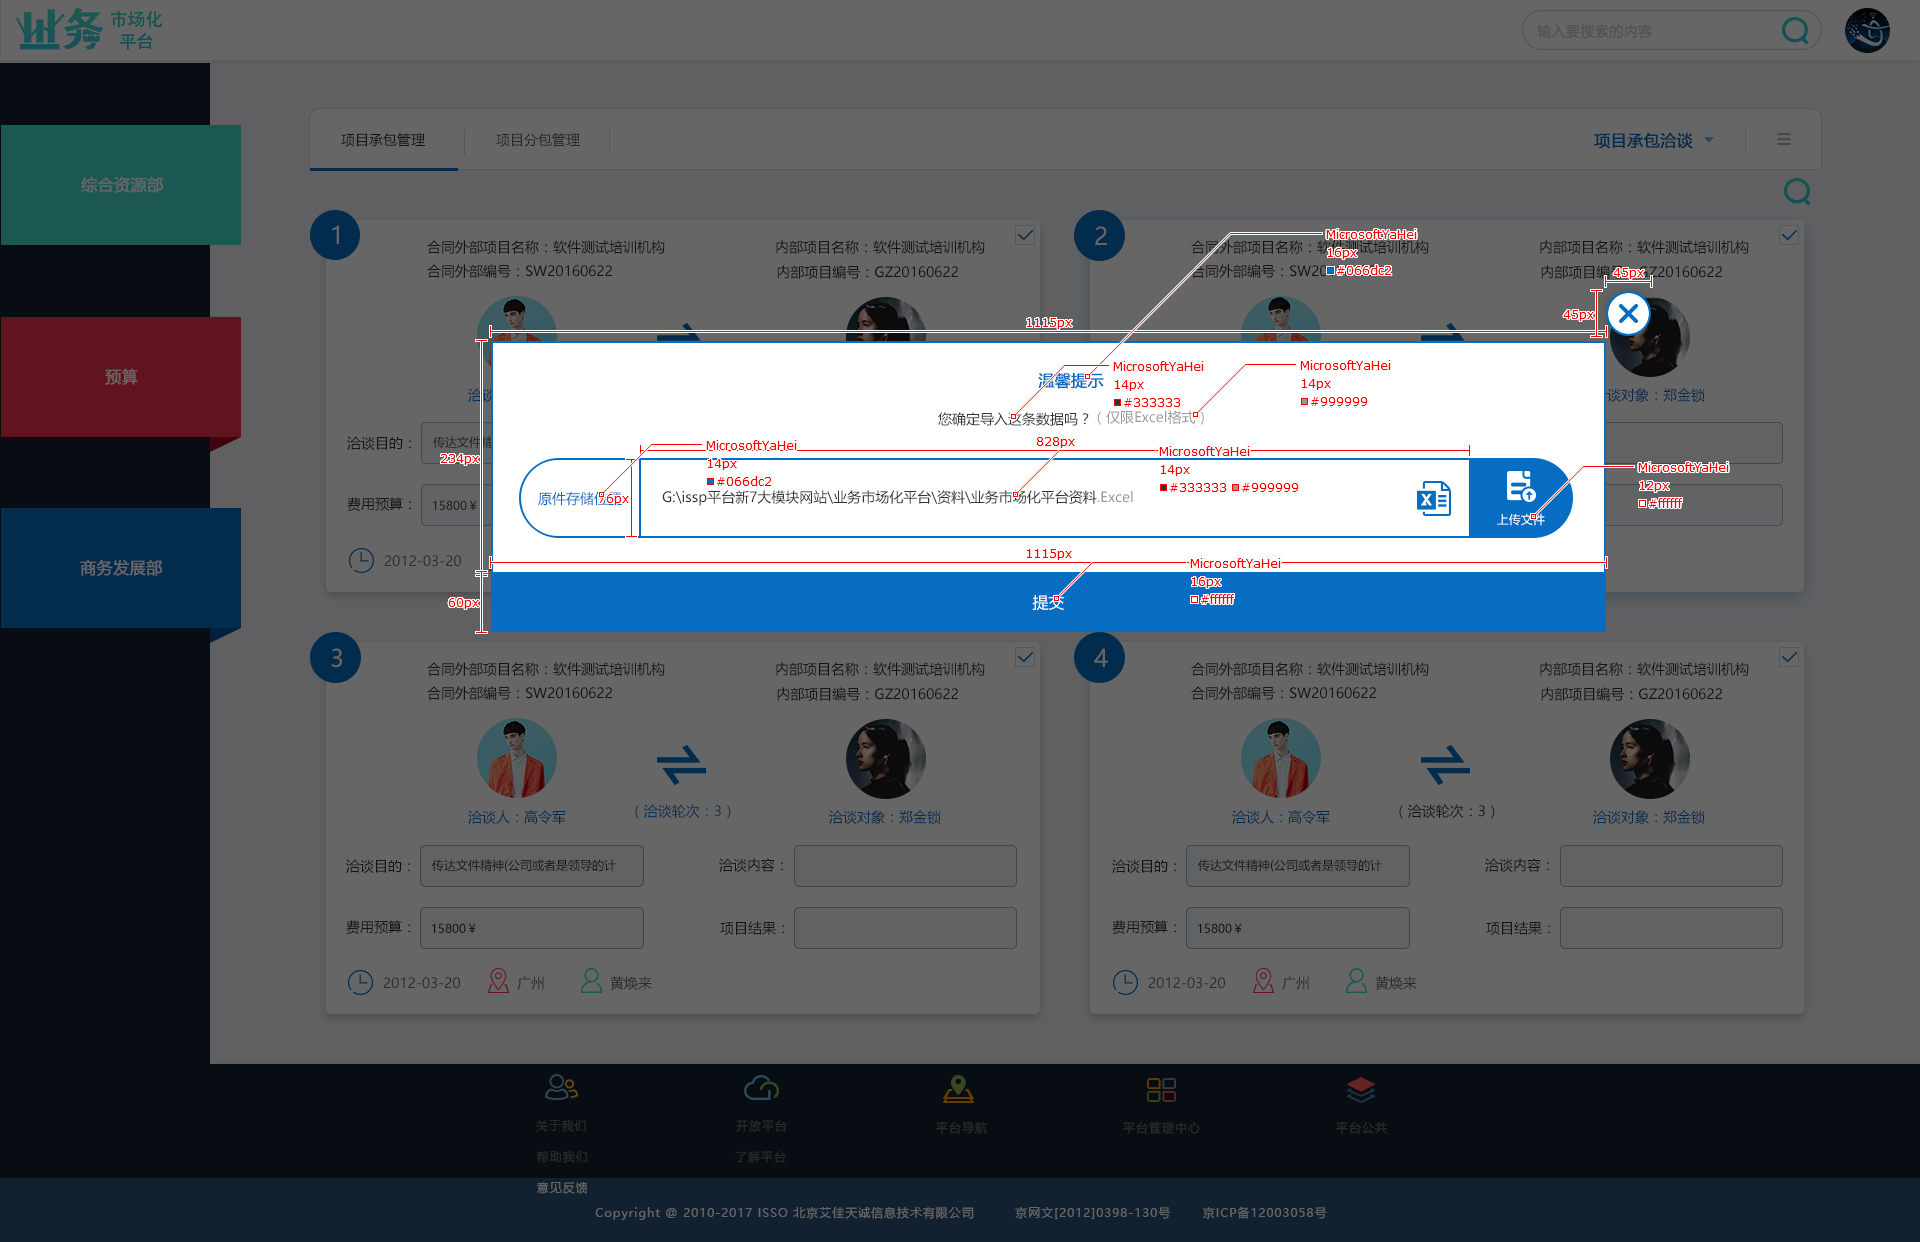 业务 市场化
平台
输入要搜索的内容
综合资源部
预算
商务发展部
项目承包管理
项目分包管理
项目承包洽谈
1
合同外部项目名称：软件测试培训机构
内部项目名称：软件测试培训机构
合同外部编号：SW20160622
内部项目编号：GZ20160622
洽谈目的：
费用预算：
15800¥
2012-03-20
2
合同外部项目名称：软件测试培训机构
内部项目名称：软件测试培训机构
内部项目编号：GZ20160622
谈对象：郑金锁
MicrosoftYaHei
16px
#066dc2
45px
45px
1115px
温馨提示
MicrosoftYaHei
14px
#333333
MicrosoftYaHei
14px
#999999
您确定导入这条数据吗？（仅限Excel格式）
234px
MicrosoftYaHei
14px
#066dc2
828px
MicrosoftYaHei
14px
#333333 #999999
原件存储位置
6px
G:\issp平台新7大模块网站\业务市场化平台\资料\业务市场化平台资料.Excel
上传文件
MicrosoftYaHei
12px
#ffffff
1115px
MicrosoftYaHei
16px
#ffffff
60px
提交
3
合同外部项目名称：软件测试培训机构
内部项目名称：软件测试培训机构
合同外部编号：SW20160622
内部项目编号：GZ20160622
洽谈人：高令军
（洽谈轮次：3）
洽谈对象：郑金锁
洽谈目的：
传达文件精神(公司或者是领导的计
洽谈内容：
费用预算：
15800¥
项目结果：
2012-03-20
广州
黄焕来
4
合同外部项目名称：软件测试培训机构
内部项目名称：软件测试培训机构
合同外部编号：SW20160622
内部项目编号：GZ20160622
洽谈人：高令军
（洽谈轮次：3）
洽谈对象：郑金锁
洽谈目的：
传达文件精神(公司或者是领导的计
洽谈内容：
费用预算：
15800¥
项目结果：
2012-03-20
广州
黄焕来
关于我们
开放平台
平台导航
平台管理中心
平台公共
帮助我们
了解平台
意见反馈
Copyright @ 2010-2017 ISSO 北京艾佳天诚信息技术有限公司
京网文[2012]0398-130号
京ICP备12003058号